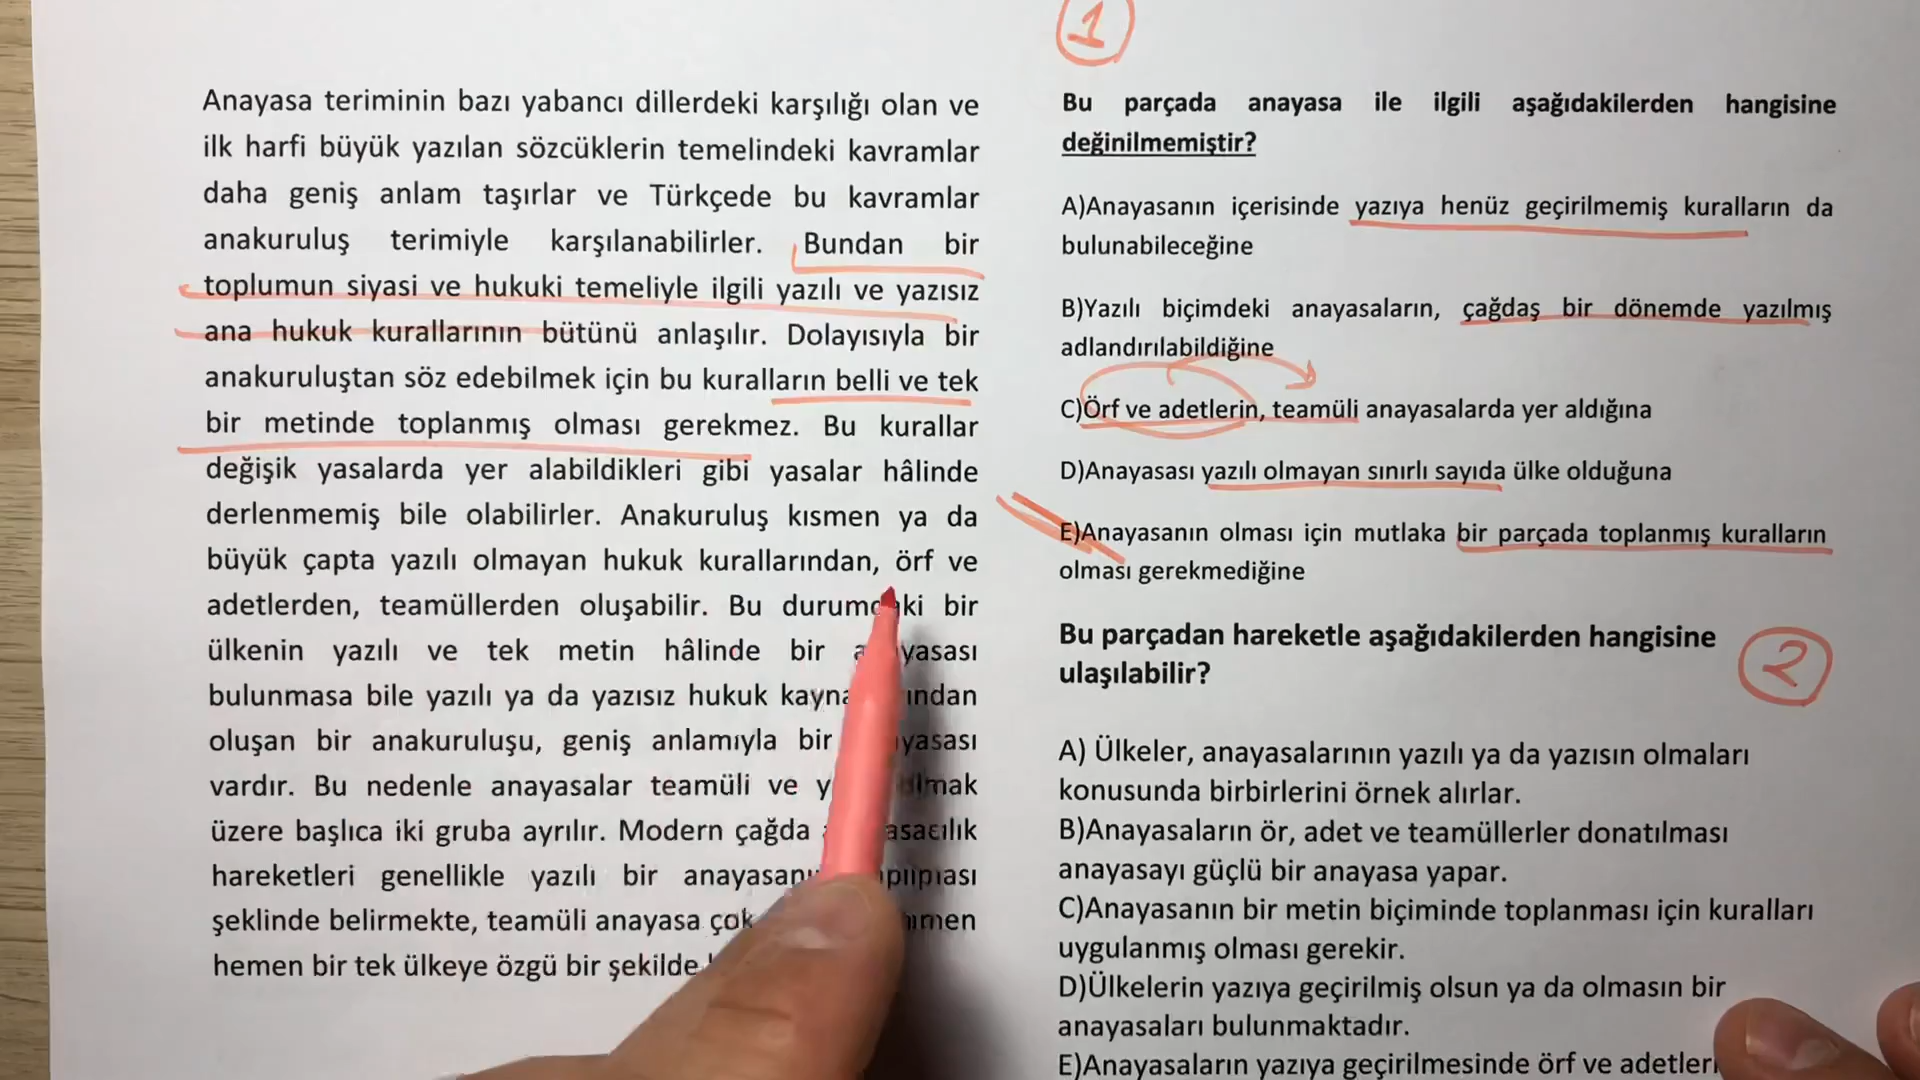 Anayasa teriminin bazı yabancı dillerdeki karşılığı olan ve
ilk harfi büyük yazılan sözcüklerin temelindeki kavramlar
daha geniş anlam taşırlar ve Türkçede bu kavramlar
anakuruluş terimiyle karşılanabilirler. Bundan bir
toplumun siyasi ve hukuki temeliyle ilgili yazılı ve yazısız
ana hukuk kurallarının bütünü anlaşılır. Dolayısıyla bir
anakuruluştan söz edebilmek için bu kuralların belli ve tek
bir metinde toplanmış olması gerekmez. Bu kurallar
değişik yasalarda yer alabildikleri gibi yasalar hâlinde
derlenmemiş bile olabilirler. Anakuruluş kısmen ya da
büyük çapta yazılı olmayan hukuk kurallarından, örf ve
adetlerden, teamüllerden oluşabilir. Bu bir
ülkenin yazılı ve tek metin hâlinde bir
bulunmasa bile yazılı ya da yazısız hukuk
oluşan bir anakuruluşu, geniş anlamıyla bir
vardır. Bu nedenle anayasalar teamüli ve
üzere başlıca iki gruba ayrılır. Modern çağda
hareketleri genellikle yazılı bir
şeklinde belirmekte, teamüli anayasa
hemen bir tek ülkeye özgü bir şekilde
1
Bu parçada anayasa ile ilgili aşağıdakilerden hangisine
değinilmemiştir?
A)Anayasanın içerisinde yazıya henüz geçirilmemiş kuralların da
bulunabileceğine
B)Yazılı biçimdeki anayasaların, çağdaş bir dönemde yazılmış
adlandırılabildiğine
C)Örf ve adetlerin, teamüli anayasalarda yer aldığına
D)Anayasası yazılı olmayan sınırlı sayıda ülke olduğuna
E)Anayasanın olması için mutlaka bir parçada toplanmış kuralların
olması gerekmediğine
Bu parçadan hareketle aşağıdakilerden hangisine
ulaşılabilir?
2
A) Ülkeler, anayasalarının yazılı ya da yazısın olmaları
konusunda birbirlerini örnek alırlar.
B)Anayasaların ör, adet ve teamüllerler donatılması
anayasayı güçlü bir anayasa yapar.
C)Anayasanın bir metin biçiminde toplanması için kuralları
uygulanmış olması gerekir.
D)Ülkelerin yazıya geçirilmiş olsun ya da olmasın bir
anayasaları bulunmaktadır.
E)Anayasaların yazıya geçirilmesinde örf ve